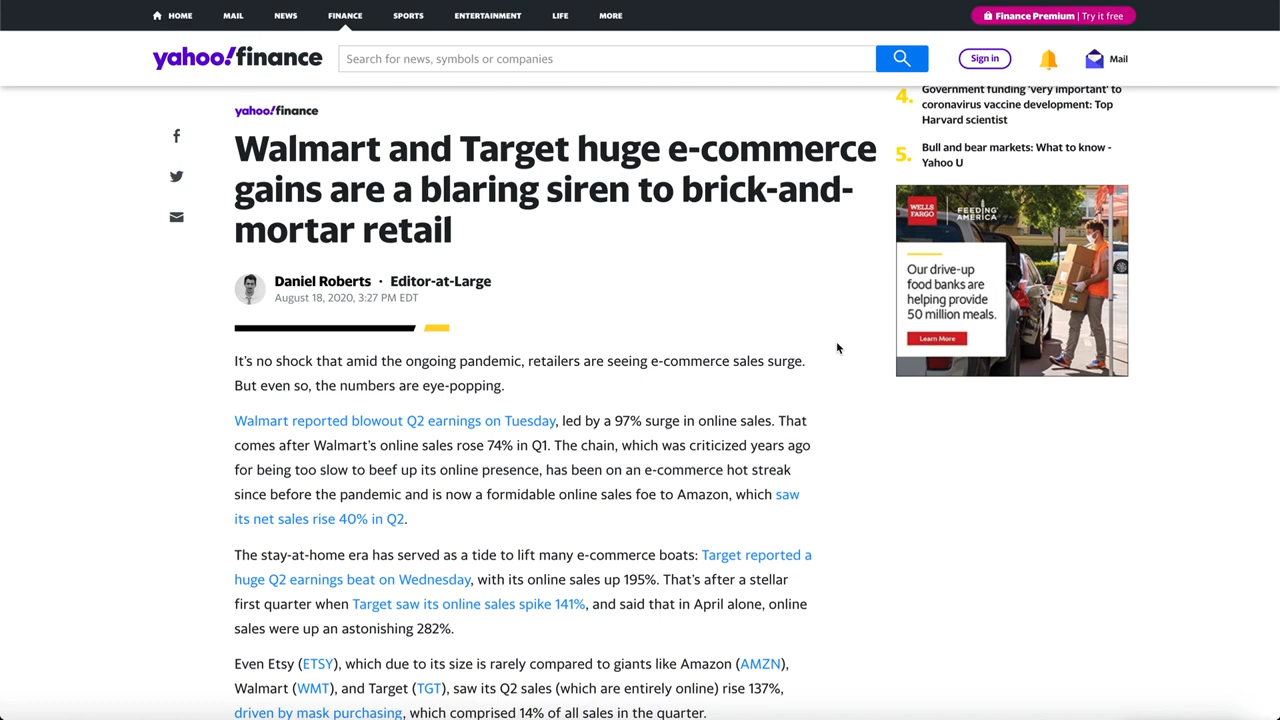 HOME MAIL NEWS FINANCE SPORTS ENTERTAINMENT LIFE MORE Finance Premium | Try it free
yahoo!finance Search for news, symbols or companies Sign in Mail
yahoo!finance
Walmart and Target huge e-commerce
gains are a blaring siren to brick-and-
mortar retail
Daniel Roberts · Editor-at-Large
August 18, 2020, 3:27 PM EDT
It's no shock that amid the ongoing pandemic, retailers are seeing e-commerce sales surge.
But even so, the numbers are eye-popping.
Walmart reported blowout Q2 earnings on Tuesday, led by a 97% surge in online sales. That
comes after Walmart's online sales rose 74% in Q1. The chain, which was criticized years ago
for being too slow to beef up its online presence, has been on an e-commerce hot streak
since before the pandemic and is now a formidable online sales foe to Amazon, which saw
its net sales rise 40% in Q2.
The stay-at-home era has served as a tide to lift many e-commerce boats: Target reported a
huge Q2 earnings beat on Wednesday, with its online sales up 195%. That's after a stellar
first quarter when Target saw its online sales spike 141%, and said that in April alone, online
sales were up an astonishing 282%.
Even Etsy (ETSY), which due to its size is rarely compared to giants like Amazon (AMZN),
Walmart (WMT), and Target (TGT), saw its Q2 sales (which are entirely online) rise 137%,
driven by mask purchasing, which comprised 14% of all sales in the quarter.
4. Government funding 'very important' to
coronavirus vaccine development: Top
Harvard scientist
5. Bull and bear markets: What to know -
Yahoo U
WELLS
FARGO
FEEDING
AMERICA
Our drive-up
food banks are
helping provide
50 million meals.
Learn More